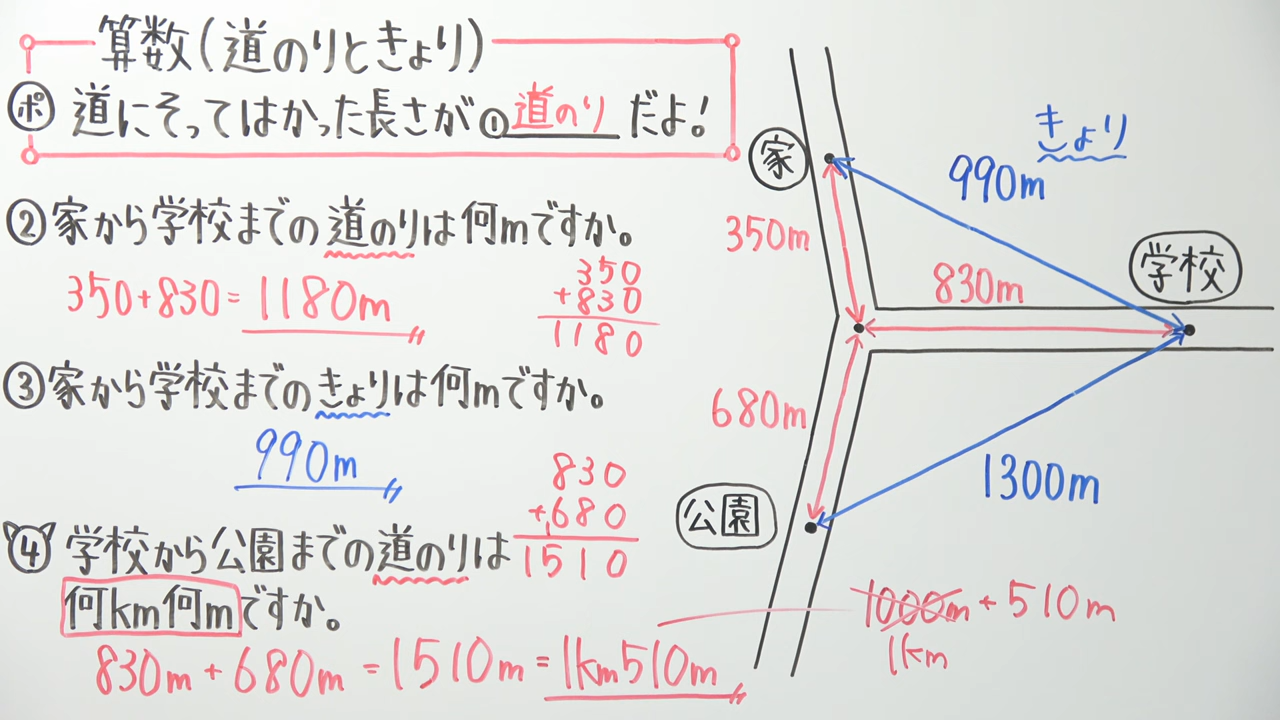 算数(道のりときょり)
ポ 道にそってはかった長さが①道のりだよ!
②家から学校までの道のりは何mですか。
350+830=1180m
350
+830
1180
③家から学校までのきょりは何mですか。
990m
④学校から公園までの道のりは
何km何mですか。
830
+680
1510
830m+680m=1510m=1km510m
1000m+510m
1km
家
きょり
990m
350m
830m
学校
680m
公園
1300m